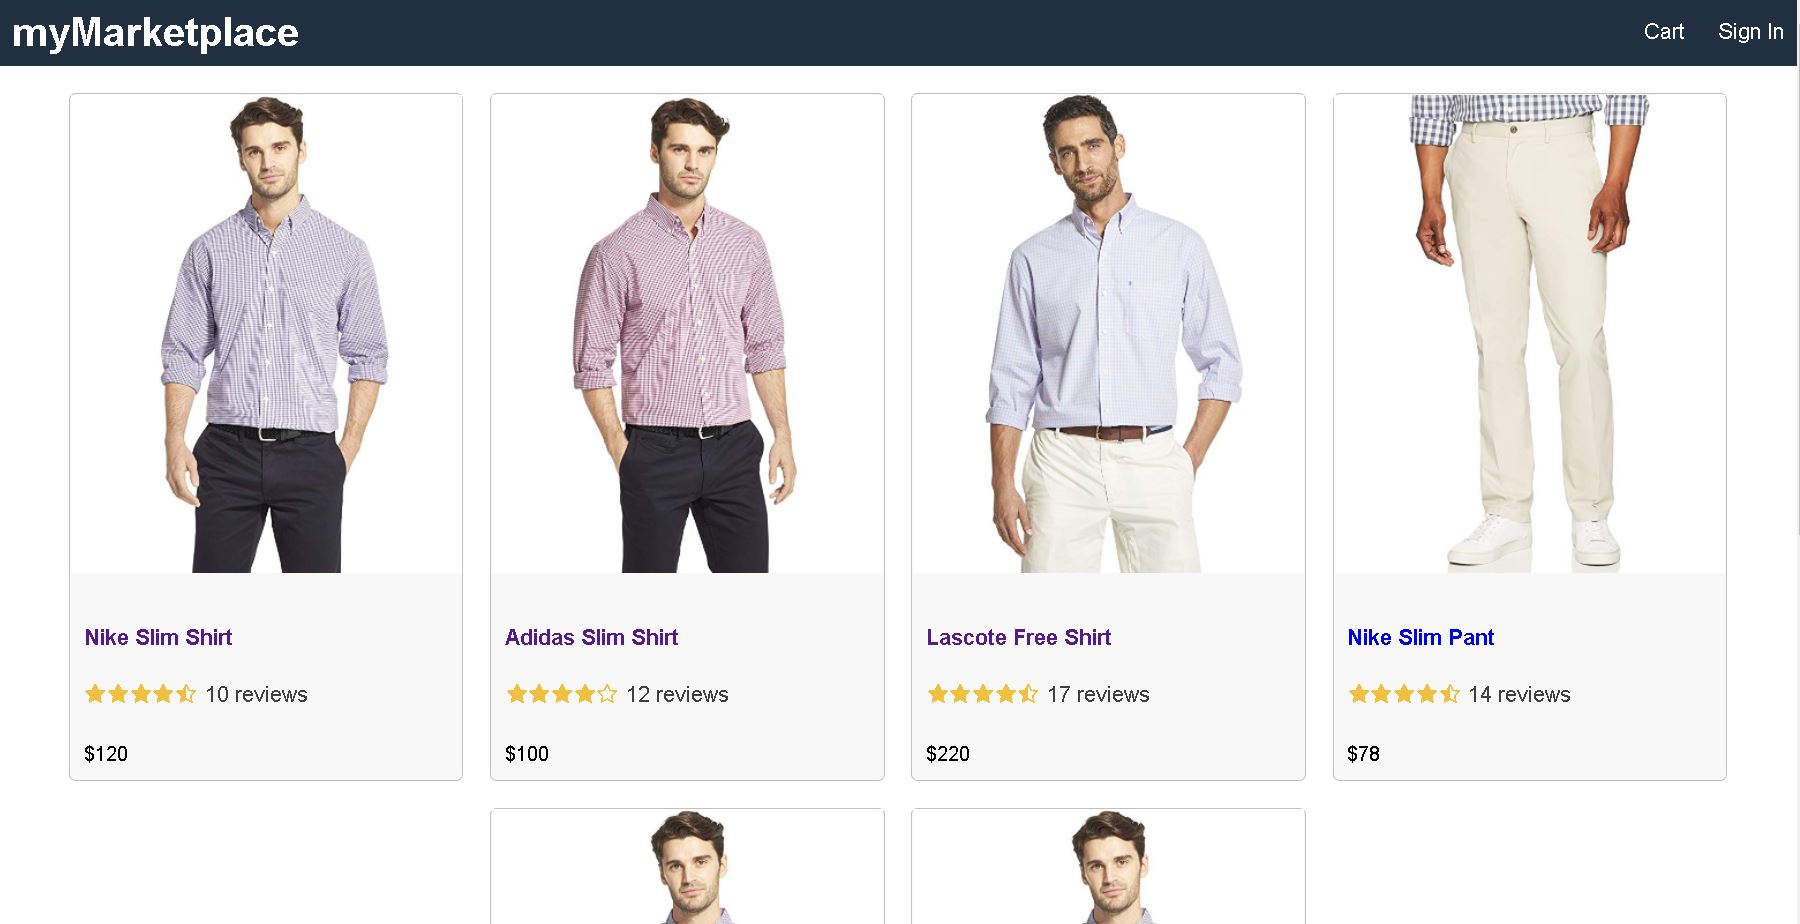 myMarketplace
Cart
Sign In
Nike Slim Shirt
10 reviews
$120
Adidas Slim Shirt
12 reviews
$100
Lascote Free Shirt
17 reviews
$220
Nike Slim Pant
14 reviews
$78